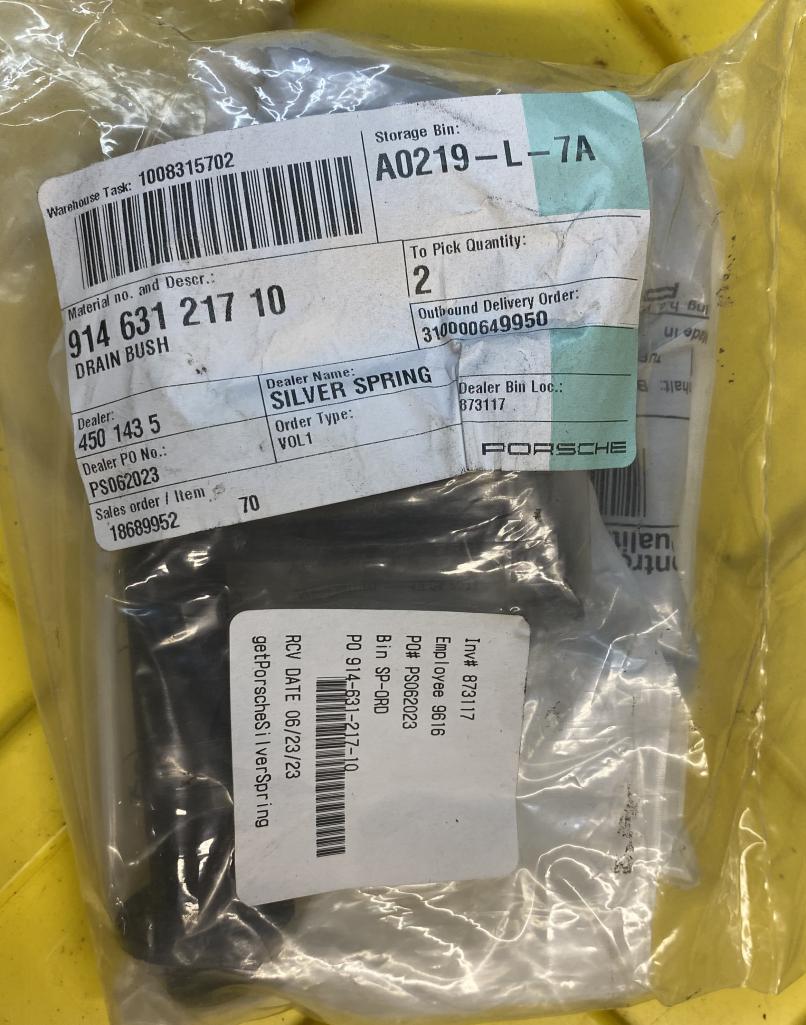 Warehouse Task: 1008315702
Storage Bin:
A0219-L-7A
Material no. and Descr.:
914 631 217 10
DRAIN BUSH
To Pick Quantity:
2
Outbound Delivery Order:
310000649950
Dealer:
450 143 5
Dealer Name:
SILVER SPRING
Dealer Bin Loc.:
873117
Dealer PO No.:
PS062023
Order Type:
VOL1
Sales order / Item
18689952 70
PORSCHE
Inv# 873117
Employee 9616
PO# PS062023
Bin SP-ORD
PO 914-631-217-10
RCV DATE 06/23/23
getPorscheSilverSpring